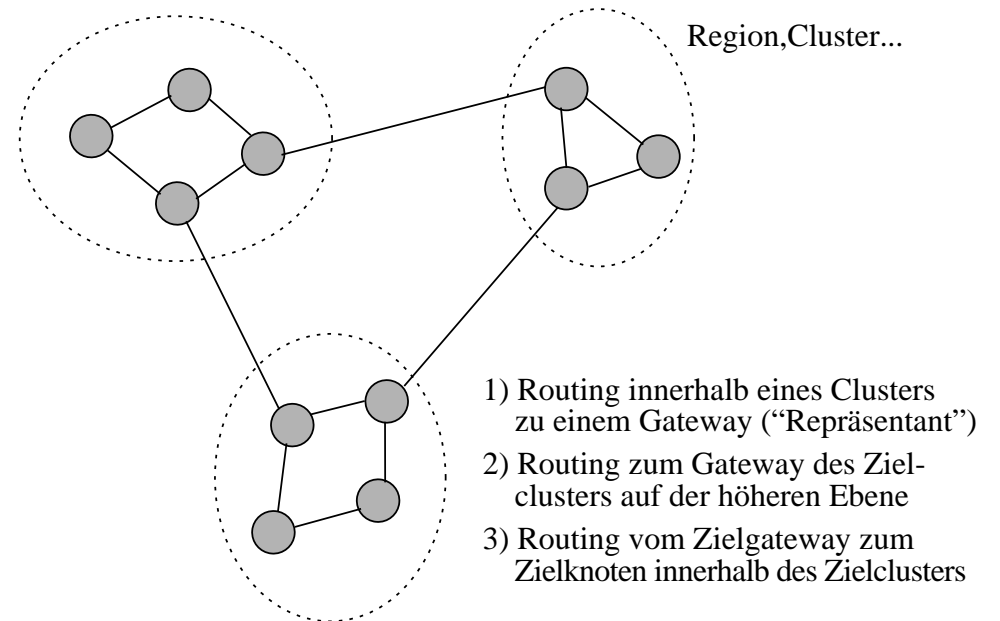 Region,Cluster...
1) Routing innerhalb eines Clusters
zu einem Gateway (“Repräsentant”)
2) Routing zum Gateway des Ziel-
clusters auf der höheren Ebene
3) Routing vom Zielgateway zum
Zielknoten innerhalb des Zielclusters